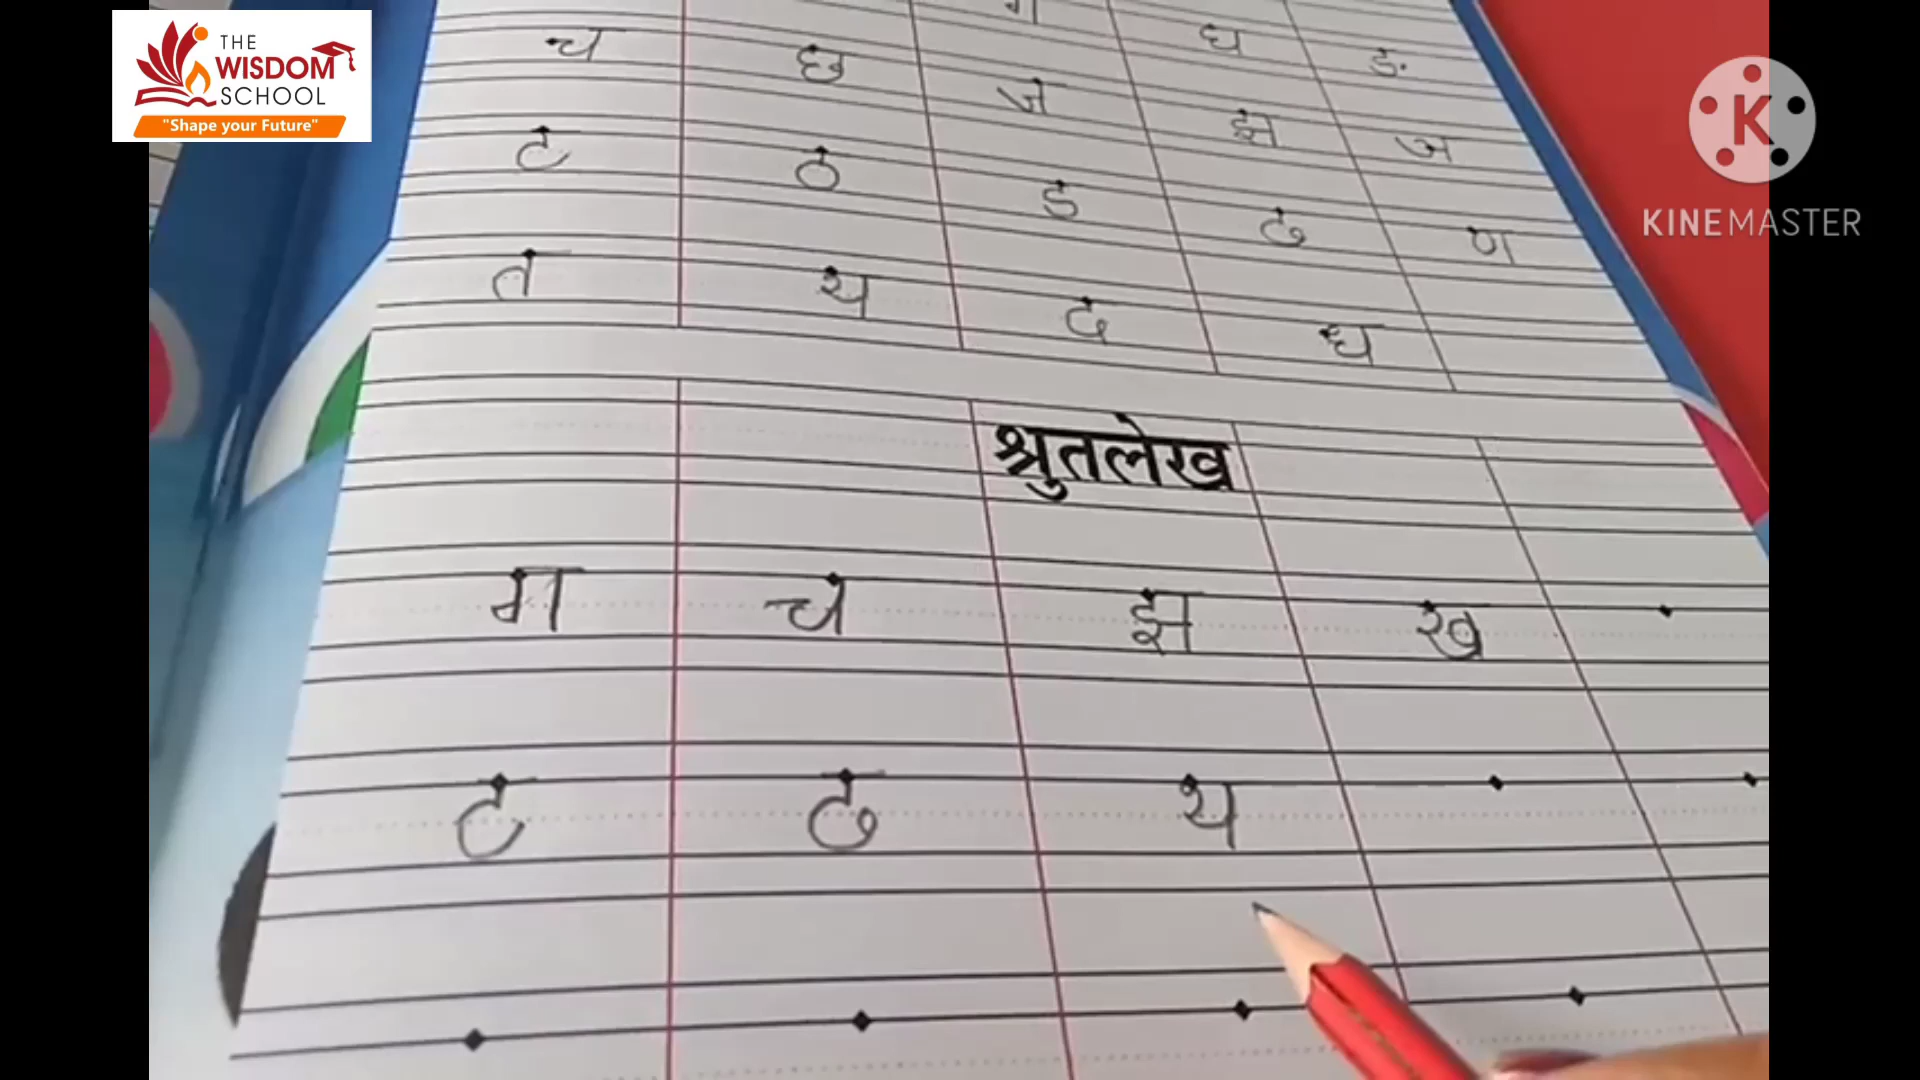 THE
WISDOM
SCHOOL
"Shape your Future"
K
KINEMASTER
ग घ ङ
च छ ज झ ञ
ट ठ ड ढ ण
त थ द ध
श्रुतलेख
ग च झ ख
ट ढ थ